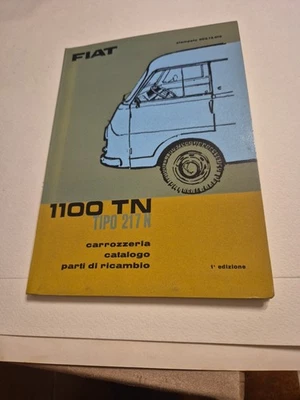 FIAT
1100 TN
TIPO 217 N
carrozzeria
catalogo
parti di ricambio
1ª edizione